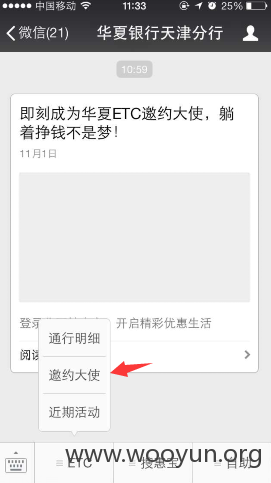 中国移动 11:33 25%
微信(21) 华夏银行天津分行
10:59
即刻成为华夏ETC邀约大使，躺
着挣钱不是梦！
11月1日
登录 开启精彩优惠生活
通行明细
阅读
邀约大使
近期活动
ETC 搜惠宝 自助
www.wooyun.org